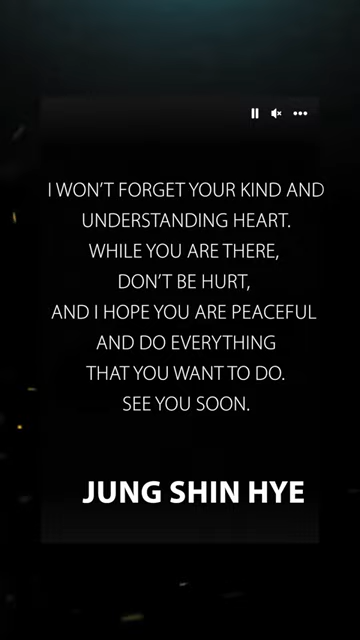 I WON'T FORGET YOUR KIND AND
UNDERSTANDING HEART.
WHILE YOU ARE THERE,
DON'T BE HURT,
AND I HOPE YOU ARE PEACEFUL
AND DO EVERYTHING
THAT YOU WANT TO DO.
SEE YOU SOON.
JUNG SHIN HYE